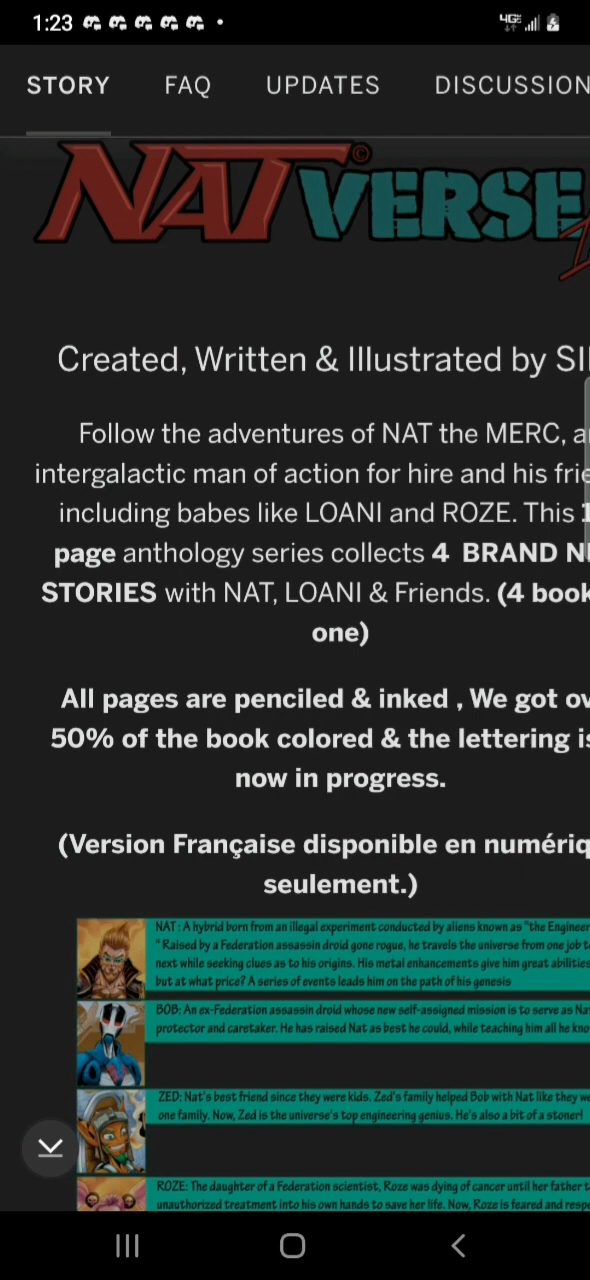 1:23
4GE
STORY FAQ UPDATES DISCUSSION
NATVERSE ©
Created, Written & Illustrated by
Follow the adventures of NAT the MERC,
intergalactic man of action for hire and his
including babes like LOANI and ROZE. This
page anthology series collects 4 BRAND
STORIES with NAT, LOANI & Friends. (4 book
one)
All pages are penciled & inked , We got
50% of the book colored & the lettering
now in progress.
(Version Française disponible en
seulement.)
NAT: A hybrid born from an illegal experiment conducted by aliens known as "the Engineer
" Raised by a Federation assassin droid gone rogue, he travels the universe from one job
next while seeking clues as to his origins. His metal enhancements give him great abilities
but at what price? A series of events leads him on the path of his genesis
BOB: An ex-Federation assassin droid whose new self-assigned mission is to serve as
protector and caretaker. He has raised Nat as best he could, while teaching him all he
ZED: Nat's best friend since they were kids. Zed's family helped Bob with Nat like they
one family. Now, Zed is the universe's top engineering genius. He's also a bit of a stoner!
ROZE: The daughter of a Federation scientist, Roze was dying of cancer until her father
unauthorized treatment into his own hands to save her life. Now, Roze is feared and